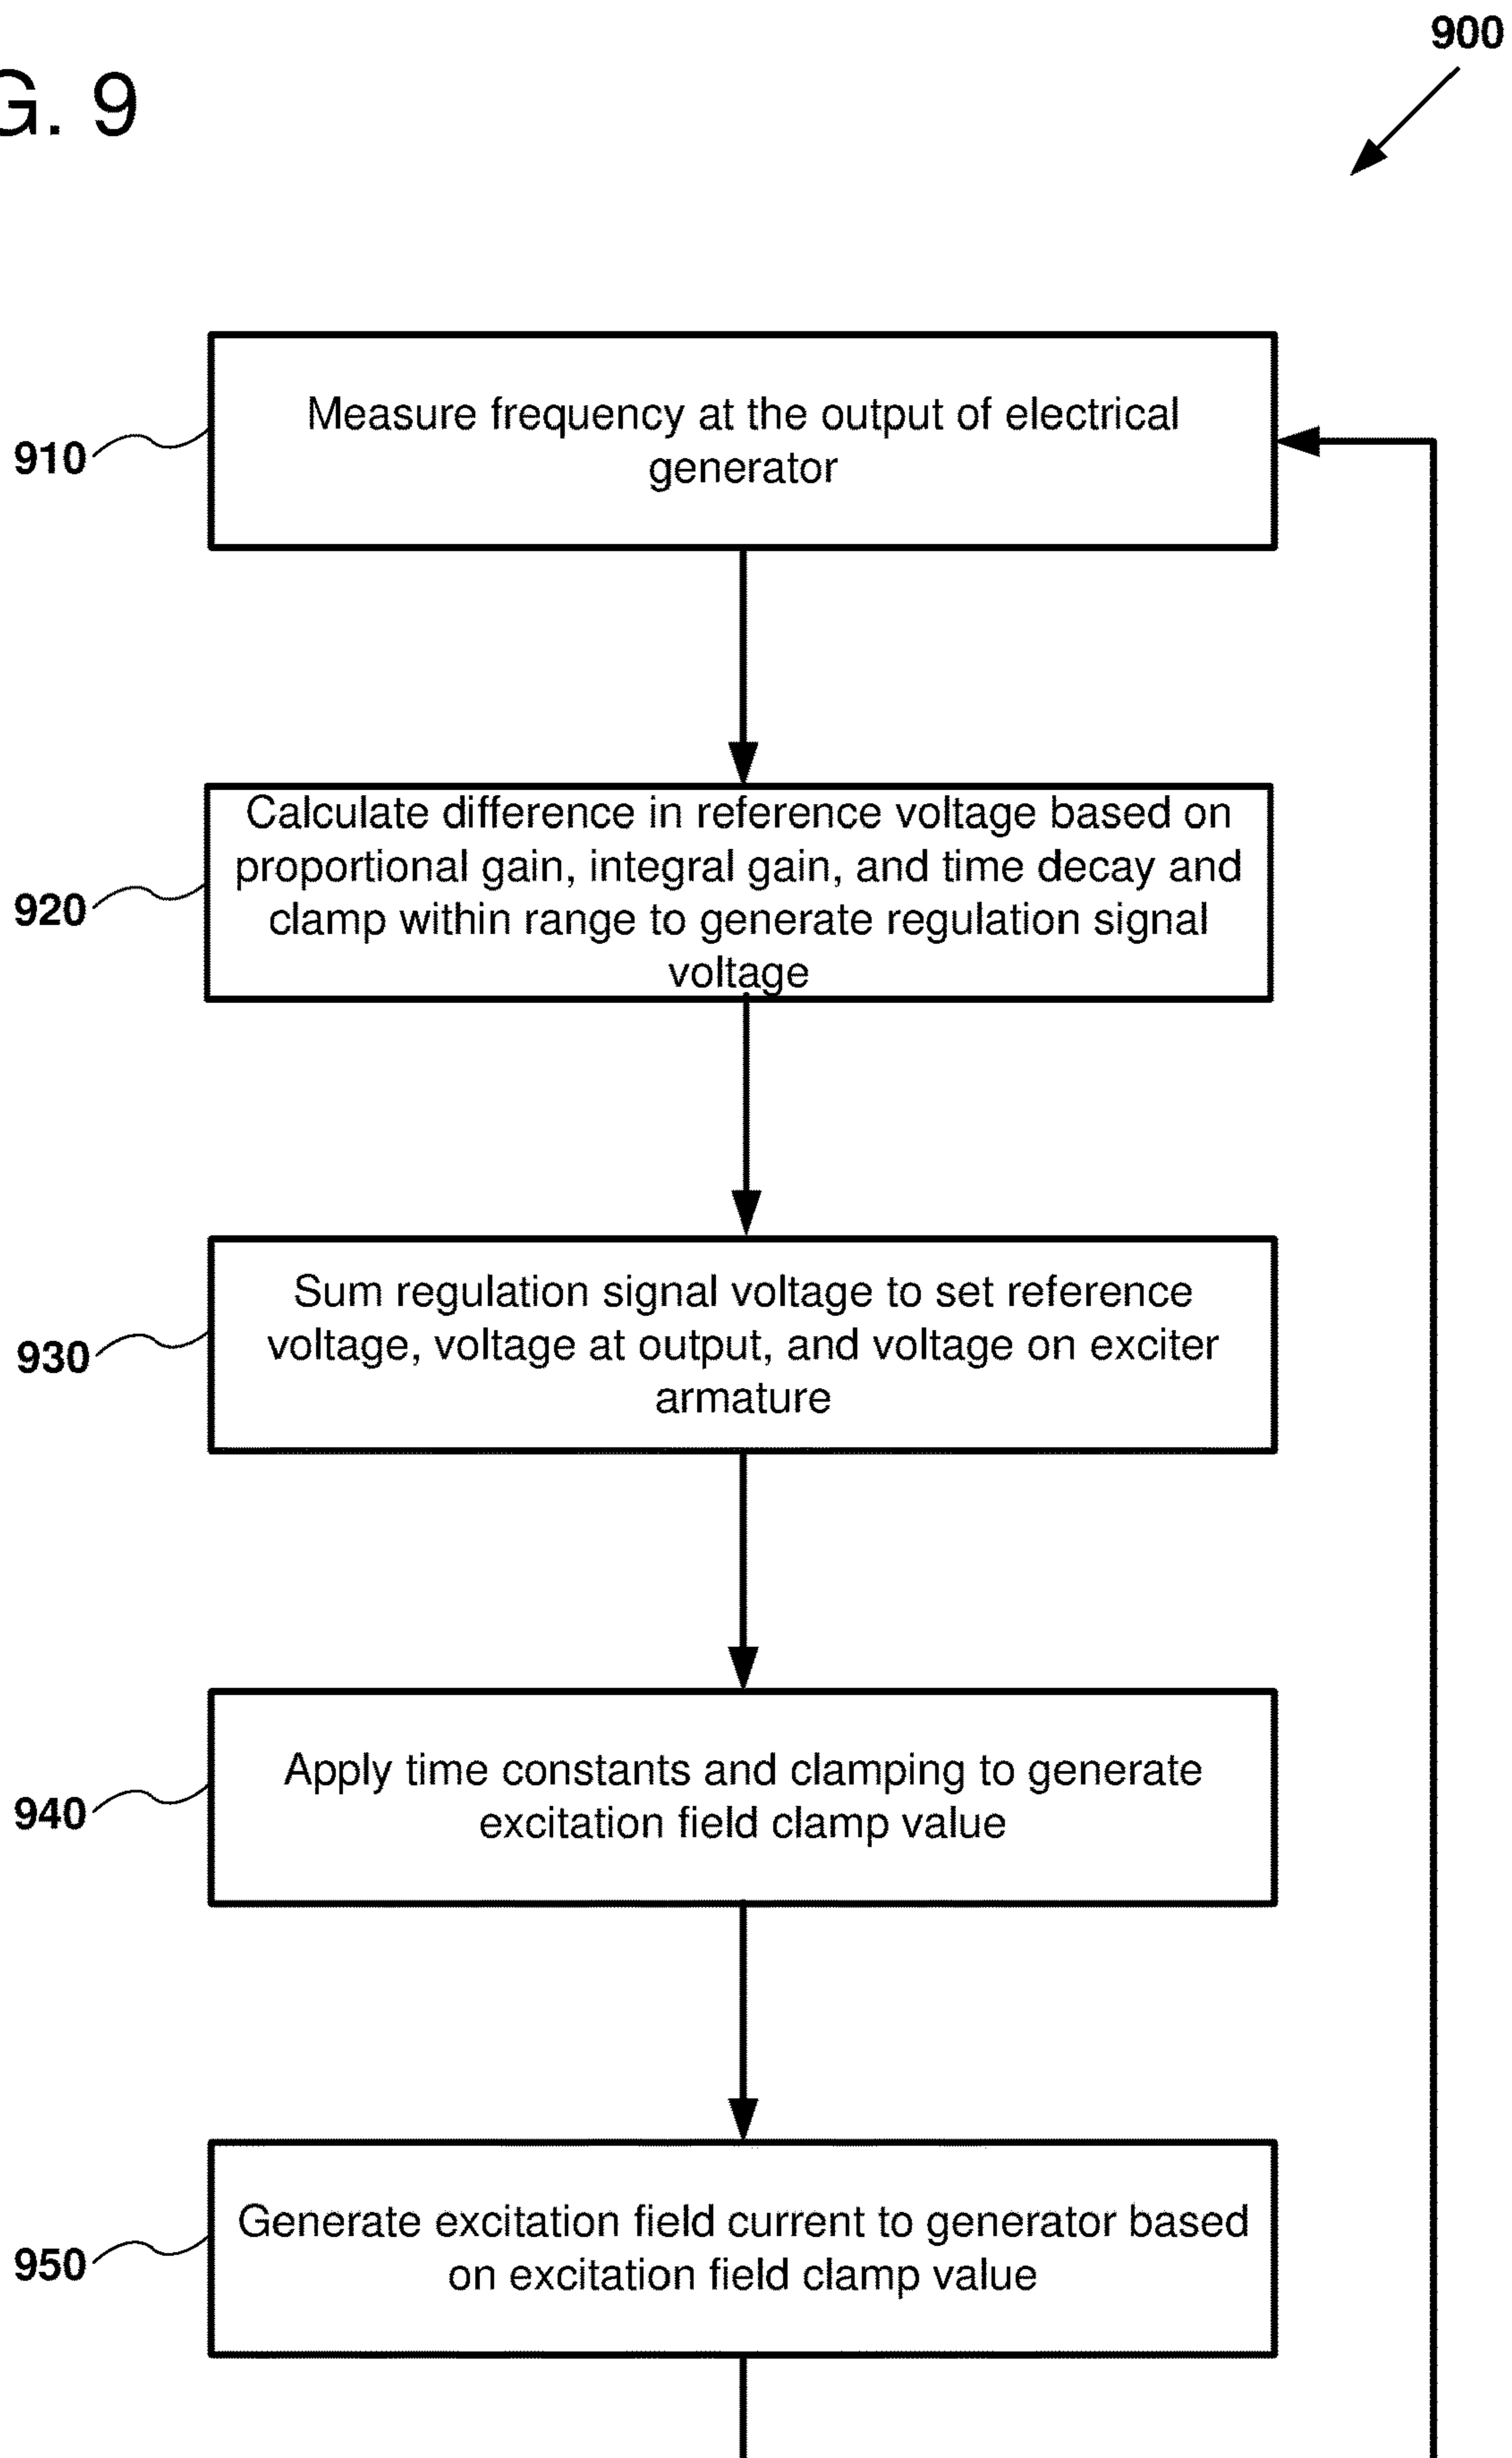 900
G. 9
Measure frequency at the output of electrical
generator
910
Calculate difference in reference voltage based on
proportional gain, integral gain, and time decay and
clamp within range to generate regulation signal
voltage
920
Sum regulation signal voltage to set reference
voltage, voltage at output, and voltage on exciter
armature
930
Apply time constants and clamping to generate
excitation field clamp value
940
Generate excitation field current to generator based
on excitation field clamp value
950